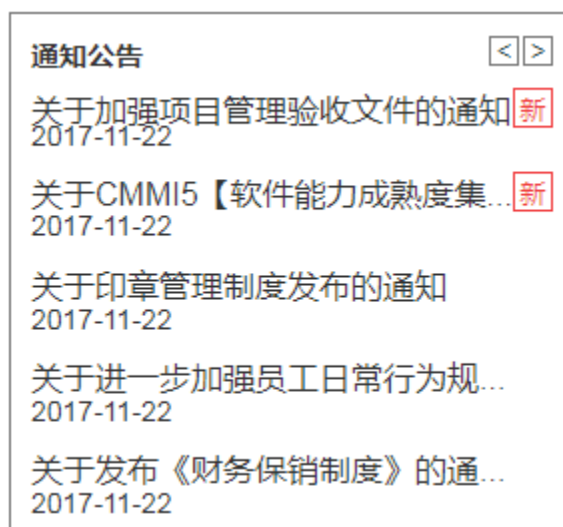 通知公告 < >
关于加强项目管理验收文件的通知 新
2017-11-22
关于CMMI5【软件能力成熟度集... 新
2017-11-22
关于印章管理制度发布的通知
2017-11-22
关于进一步加强员工日常行为规...
2017-11-22
关于发布《财务保销制度》的通...
2017-11-22